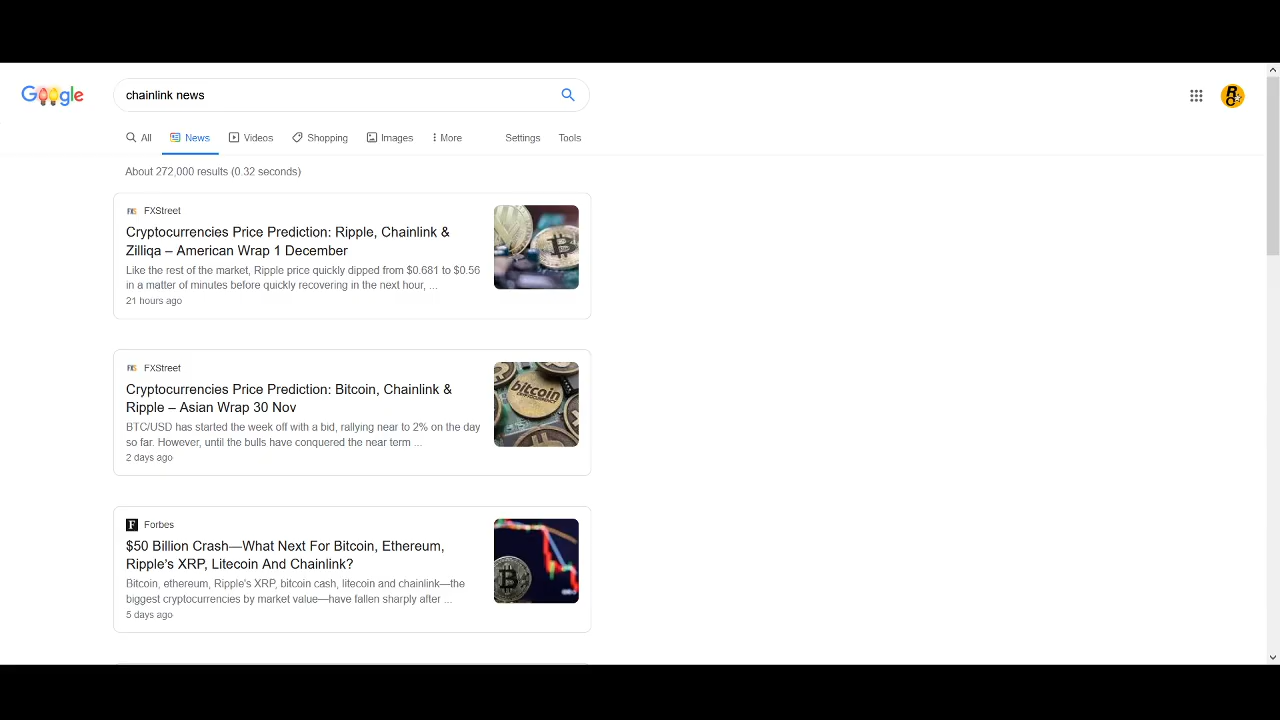 Google
chainlink news
All
News
Videos
Shopping
Images
More
Settings
Tools
About 272,000 results (0.32 seconds)
FXS FXStreet
Cryptocurrencies Price Prediction: Ripple, Chainlink &
Zilliqa – American Wrap 1 December
Like the rest of the market, Ripple price quickly dipped from $0.681 to $0.56
in a matter of minutes before quickly recovering in the next hour, ...
21 hours ago
FXS FXStreet
Cryptocurrencies Price Prediction: Bitcoin, Chainlink &
Ripple – Asian Wrap 30 Nov
BTC/USD has started the week off with a bid, rallying near to 2% on the day
so far. However, until the bulls have conquered the near term ...
2 days ago
bitcoin
F Forbes
$50 Billion Crash—What Next For Bitcoin, Ethereum,
Ripple's XRP, Litecoin And Chainlink?
Bitcoin, ethereum, Ripple's XRP, bitcoin cash, litecoin and chainlink—the
biggest cryptocurrencies by market value—have fallen sharply after ...
5 days ago